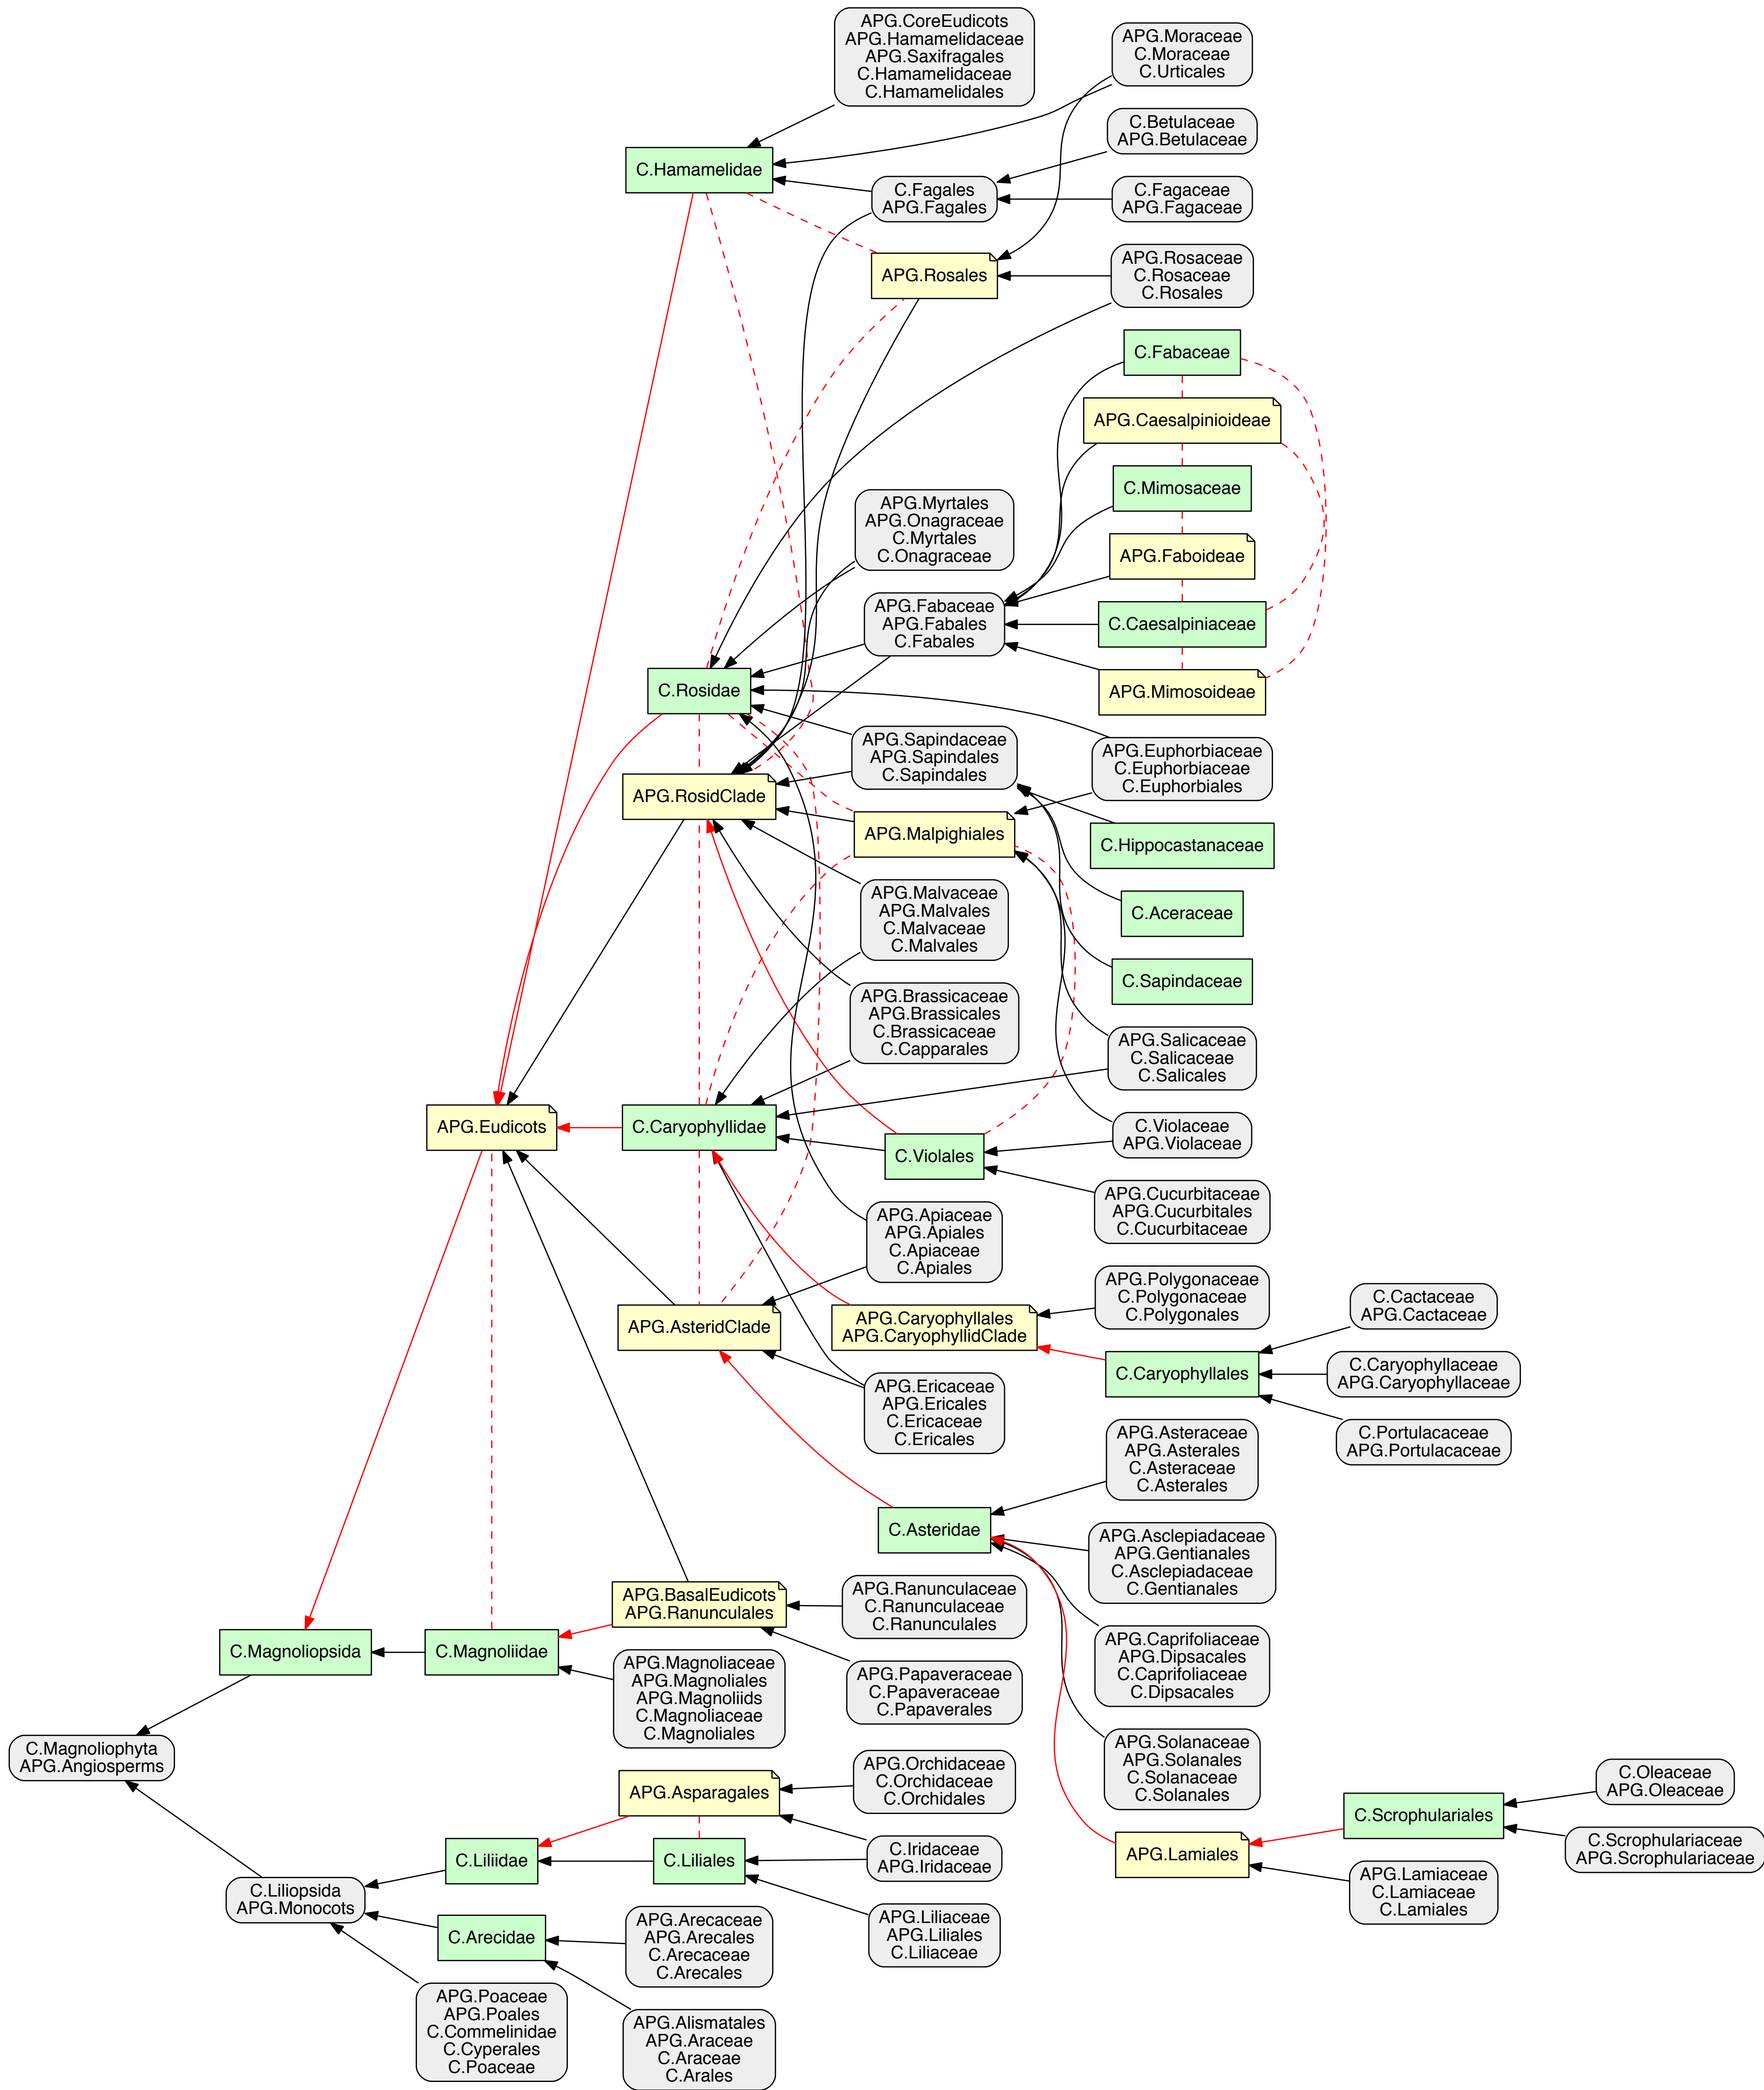 APG.CoreEudicots
APG.Hamamelidaceae
APG.Saxifragales
C.Hamamelidaceae
C.Hamamelidales
APG.Moraceae
C.Moraceae
C.Urticales
C.Betulaceae
APG.Betulaceae
C.Hamamelidae
C.Fagales
APG.Fagales
C.Fagaceae
APG.Fagaceae
APG.Rosales
APG.Rosaceae
C.Rosaceae
C.Rosales
C.Fabaceae
APG.Caesalpinioideae
C.Mimosaceae
APG.Myrtales
APG.Onagraceae
C.Myrtales
C.Onagraceae
APG.Faboideae
APG.Fabaceae
APG.Fabales
C.Fabales
C.Caesalpiniaceae
C.Rosidae
APG.Mimosoideae
APG.Sapindaceae
APG.Sapindales
C.Sapindales
APG.Euphorbiaceae
C.Euphorbiaceae
C.Euphorbiales
APG.RosidClade
APG.Malpighiales
C.Hippocastanaceae
APG.Malvaceae
APG.Malvales
C.Malvaceae
C.Malvales
C.Aceraceae
C.Sapindaceae
APG.Brassicaceae
APG.Brassicales
C.Brassicaceae
C.Capparales
APG.Salicaceae
C.Salicaceae
C.Salicales
APG.Eudicots
C.Caryophyllidae
C.Violales
C.Violaceae
APG.Violaceae
APG.Cucurbitaceae
APG.Cucurbitales
C.Cucurbitaceae
APG.Apiaceae
APG.Apiales
C.Apiaceae
C.Apiales
APG.Polygonaceae
C.Polygonaceae
C.Polygonales
C.Cactaceae
APG.Cactaceae
APG.AsteridClade
APG.Caryophyllales
APG.CaryophyllidClade
C.Caryophyllales
C.Caryophyllaceae
APG.Caryophyllaceae
APG.Ericaceae
APG.Ericales
C.Ericaceae
C.Ericales
C.Portulacaceae
APG.Portulacaceae
APG.Asteraceae
APG.Asterales
C.Asteraceae
C.Asterales
C.Asteridae
APG.Asclepiadaceae
APG.Gentianales
C.Asclepiadaceae
C.Gentianales
APG.BasalEudicots
APG.Ranunculales
APG.Ranunculaceae
C.Ranunculaceae
C.Ranunculales
C.Magnoliopsida
C.Magnoliidae
APG.Magnoliaceae
APG.Magnoliales
APG.Magnoliids
C.Magnoliaceae
C.Magnoliales
APG.Papaveraceae
C.Papaveraceae
C.Papaverales
APG.Caprifoliaceae
APG.Dipsacales
C.Caprifoliaceae
C.Dipsacales
C.Magnoliophyta
APG.Angiosperms
APG.Solanaceae
APG.Solanales
C.Solanaceae
C.Solanales
APG.Asparagales
APG.Orchidaceae
C.Orchidaceae
C.Orchidales
C.Oleaceae
APG.Oleaceae
C.Scrophulariales
C.Scrophulariaceae
APG.Scrophulariaceae
APG.Lamiales
C.Liliidae
C.Liliales
C.Iridaceae
APG.Iridaceae
APG.Lamiaceae
C.Lamiaceae
C.Lamiales
C.Liliopsida
APG.Monocots
C.Arecidae
APG.Arecaceae
APG.Arecales
C.Arecaceae
C.Arecales
APG.Liliaceae
APG.Liliales
C.Liliaceae
APG.Poaceae
APG.Poales
C.Commelinidae
C.Cyperales
C.Poaceae
APG.Alismatales
APG.Araceae
C.Araceae
C.Arales